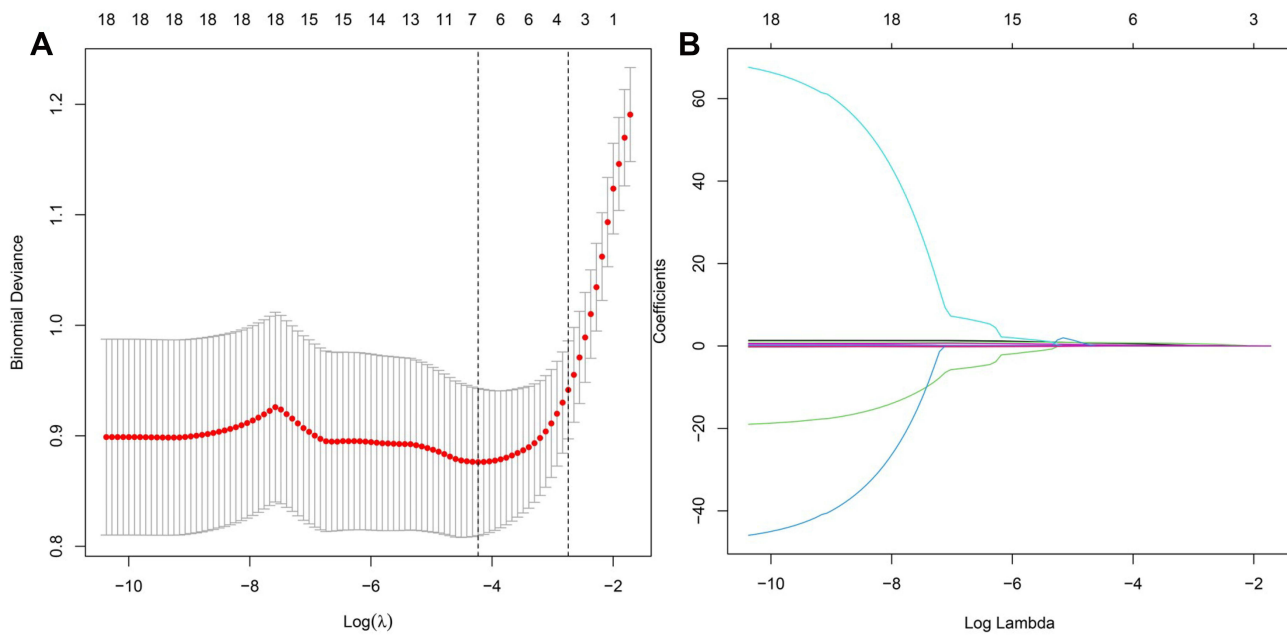 18 18 18 18 18 18 15 15 14 13 11 7 6 6 4 3 1
A
Binomial Deviance
1.2
1.1
1.0
0.9
0.8
−10 −8 −6 −4 −2
Log(λ)
18 18 15 6 3
B
Coefficients
60
40
20
0
−20
−40
−10 −8 −6 −4 −2
Log Lambda